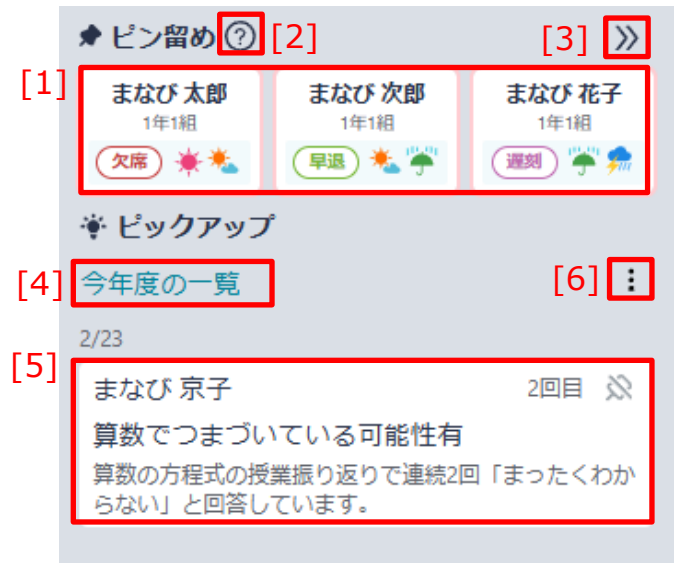 ピン留め ? [2] [3]
[1]
まなび 太郎 まなび 次郎 まなび 花子
1年1組 1年1組 1年1組
欠席 早退 遅刻
ピックアップ
[4] 今年度の一覧 [6]
2/23
[5]
まなび 京子 2回目
算数でつまづいている可能性有
算数の方程式の授業振り返りで連続2回「まったくわか
らない」と回答しています。